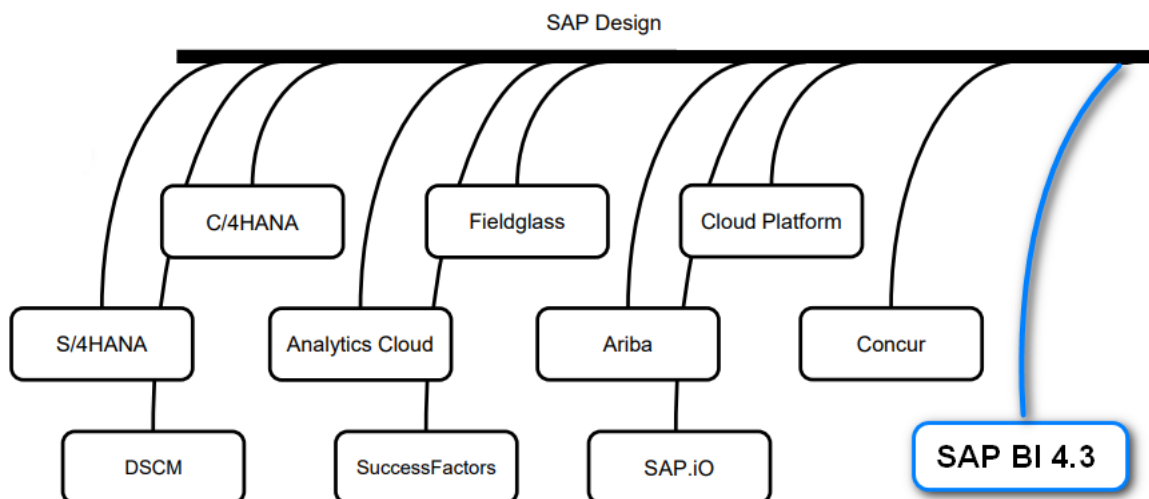 SAP Design
C/4HANA
Fieldglass
Cloud Platform
S/4HANA
Analytics Cloud
Ariba
Concur
DSCM
SuccessFactors
SAP.iO
SAP BI 4.3